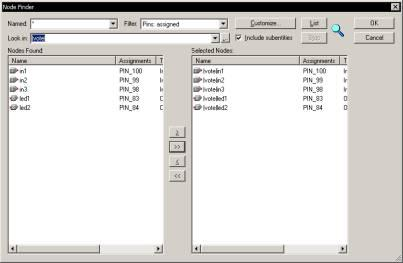 Node Finder
Named: * Filter: Pins: assigned Customize... List OK
Look in: |vote| ... Include subentities Stop Cancel
Nodes Found: Selected Nodes:
Name Assignments T Name Assignments T
in1 PIN_100 In |vote|in1 PIN_100 In
in2 PIN_99 In |vote|in2 PIN_99 In
in3 PIN_98 In |vote|in3 PIN_98 In
led1 PIN_83 O |vote|led1 PIN_83 O
led2 PIN_84 O |vote|led2 PIN_84 O
>
>>
<
<<